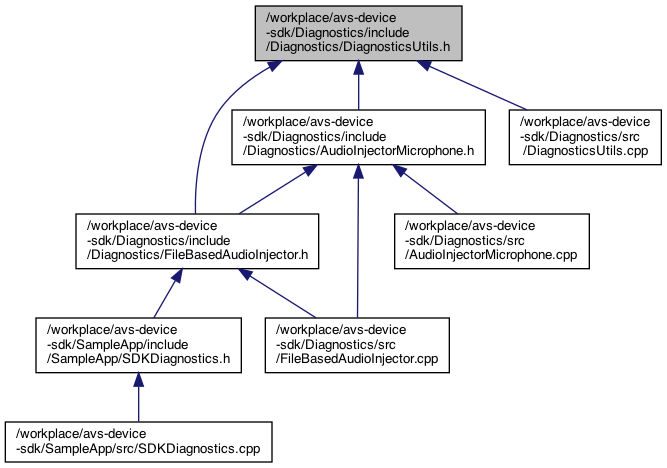 /workplace/avs-device
-sdk/Diagnostics/include
/Diagnostics/DiagnosticsUtils.h
/workplace/avs-device
-sdk/Diagnostics/include
/Diagnostics/AudioInjectorMicrophone.h
/workplace/avs-device
-sdk/Diagnostics/src
/DiagnosticsUtils.cpp
/workplace/avs-device
-sdk/Diagnostics/include
/Diagnostics/FileBasedAudioInjector.h
/workplace/avs-device
-sdk/Diagnostics/src
/AudioInjectorMicrophone.cpp
/workplace/avs-device
-sdk/SampleApp/include
/SampleApp/SDKDiagnostics.h
/workplace/avs-device
-sdk/Diagnostics/src
/FileBasedAudioInjector.cpp
/workplace/avs-device
-sdk/SampleApp/src/SDKDiagnostics.cpp